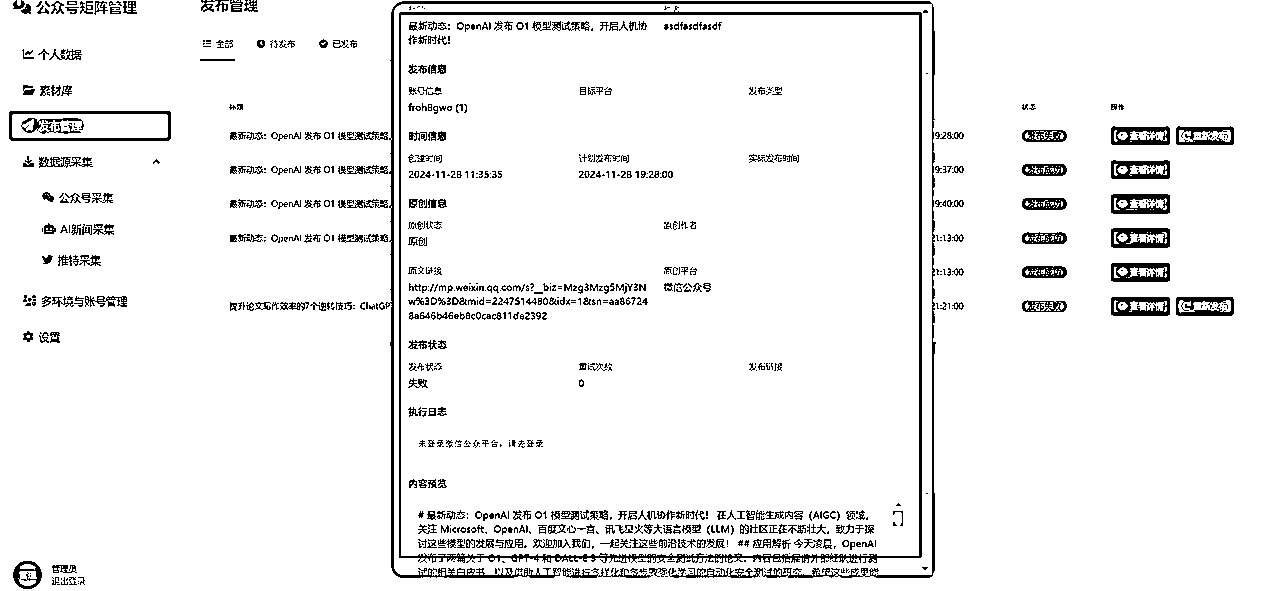 公众号矩阵管理
个人数据
素材库
发布管理
数据源采集
公众号采集
AI新闻采集
推特采集
多环境与账号管理
设置
管理员
退出登录
发布管理
全部
待发布
已发布
标题
状态
操作
最新动态：OpenAI 发布 O1 模型测试策略，
9:28:00
发布失败
查看详情
重新发布
最新动态：OpenAI 发布 O1 模型测试策略，
9:37:00
发布成功
查看详情
最新动态：OpenAI 发布 O1 模型测试策略，
9:40:00
发布成功
查看详情
最新动态：OpenAI 发布 O1 模型测试策略，
1:13:00
发布成功
查看详情
1:13:00
发布成功
查看详情
提升论文写作效率的7个逆转技巧：ChatGP
1:21:00
发布失败
查看详情
重新发布
最新动态：OpenAI 发布 O1 模型测试策略，开启人机协
作新时代！
asdfasdfasdf
发布信息
账号信息
目标平台
发布类型
froh8gwo (1)
时间信息
创建时间
计划发布时间
实际发布时间
2024-11-28 11:35:35
2024-11-28 19:28:00
原创信息
原创状态
原创作者
原创
原文链接
原创平台
http://mp.weixin.qq.com/s?__biz=Mzg3Mzg5MjY3N
w%3D%3D&mid=2247514480&idx=1&sn=aa86724
8a646b46eb8c0cac811de2392
微信公众号
发布状态
发布状态
重试次数
发布链接
失败
0
执行日志
未登录微信公众平台，请先登录
内容预览
# 最新动态：OpenAI 发布 O1 模型测试策略，开启人机协作新时代！ 在人工智能生成内容（AIGC）领域，
关注 Microsoft、OpenAI、百度文心一言、讯飞星火等大语言模型（LLM）的社区正在不断壮大，致力于探
讨这些模型的发展与应用。欢迎加入我们，一起关注这些前沿技术的发展！ ## 应用解析 今天凌晨，OpenAI
发布了两篇关于 O1、GPT-4 和 DALL-E 3 等先进模型的安全测试方法的论文。内容包括雇请外部红队进行测
试的相关白皮书，以及借助人工智能进行多样化和多步骤强化学习的自动化安全测试的研究。希望这些成果能